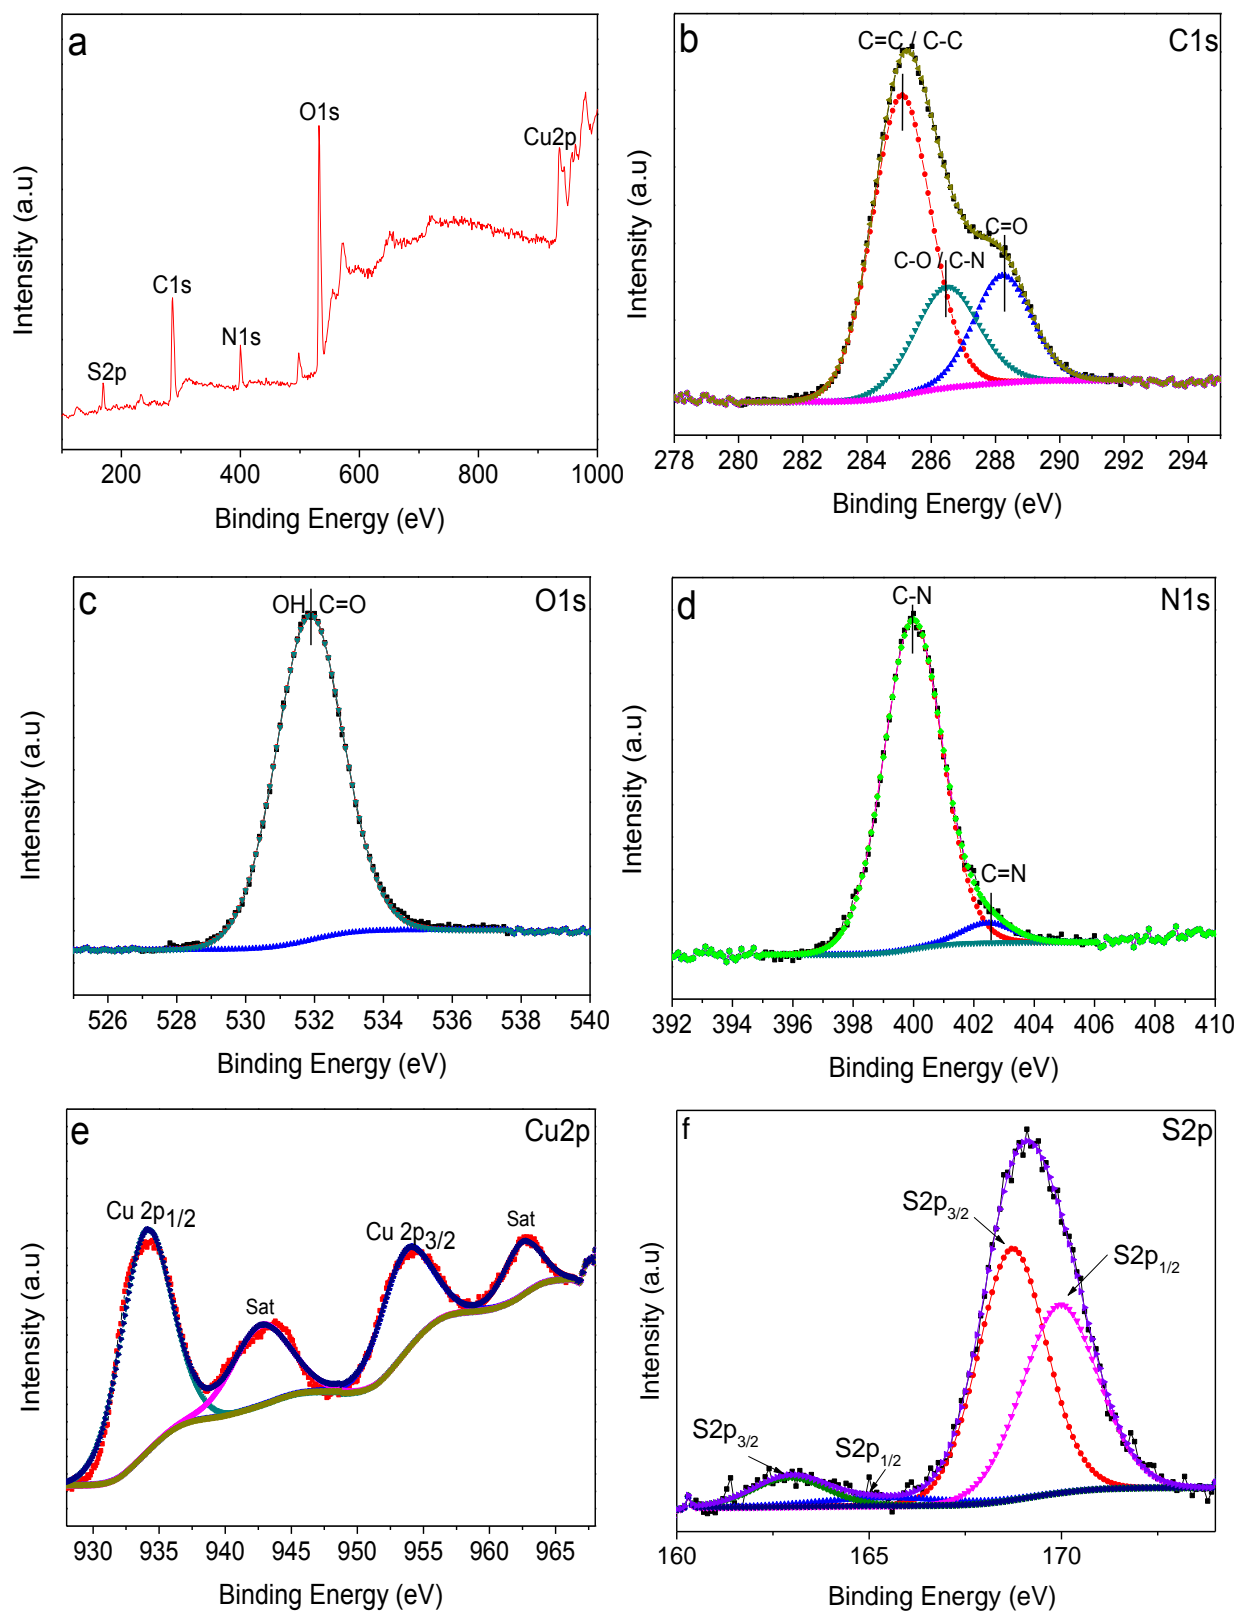 a
O1s
Cu2p
C1s
N1s
S2p
Intensity (a.u)
200 400 600 800 1000
Binding Energy (eV)
b
C1s
C=C / C-C
C=O
C-O / C-N
Intensity (a.u)
278 280 282 284 286 288 290 292 294
Binding Energy (eV)
c
O1s
OH C=O
Intensity (a.u)
526 528 530 532 534 536 538 540
Binding Energy (eV)
d
N1s
C-N
C=N
Intensity (a.u)
392 394 396 398 400 402 404 406 408 410
Binding Energy (eV)
e
Cu2p
Cu 2p1/2
Cu 2p3/2
Sat
Sat
Intensity (a.u)
930 935 940 945 950 955 960 965
Binding Energy (eV)
f
S2p
S2p3/2
S2p1/2
S2p3/2
S2p1/2
Intensity (a.u)
160 165 170
Binding Energy (eV)